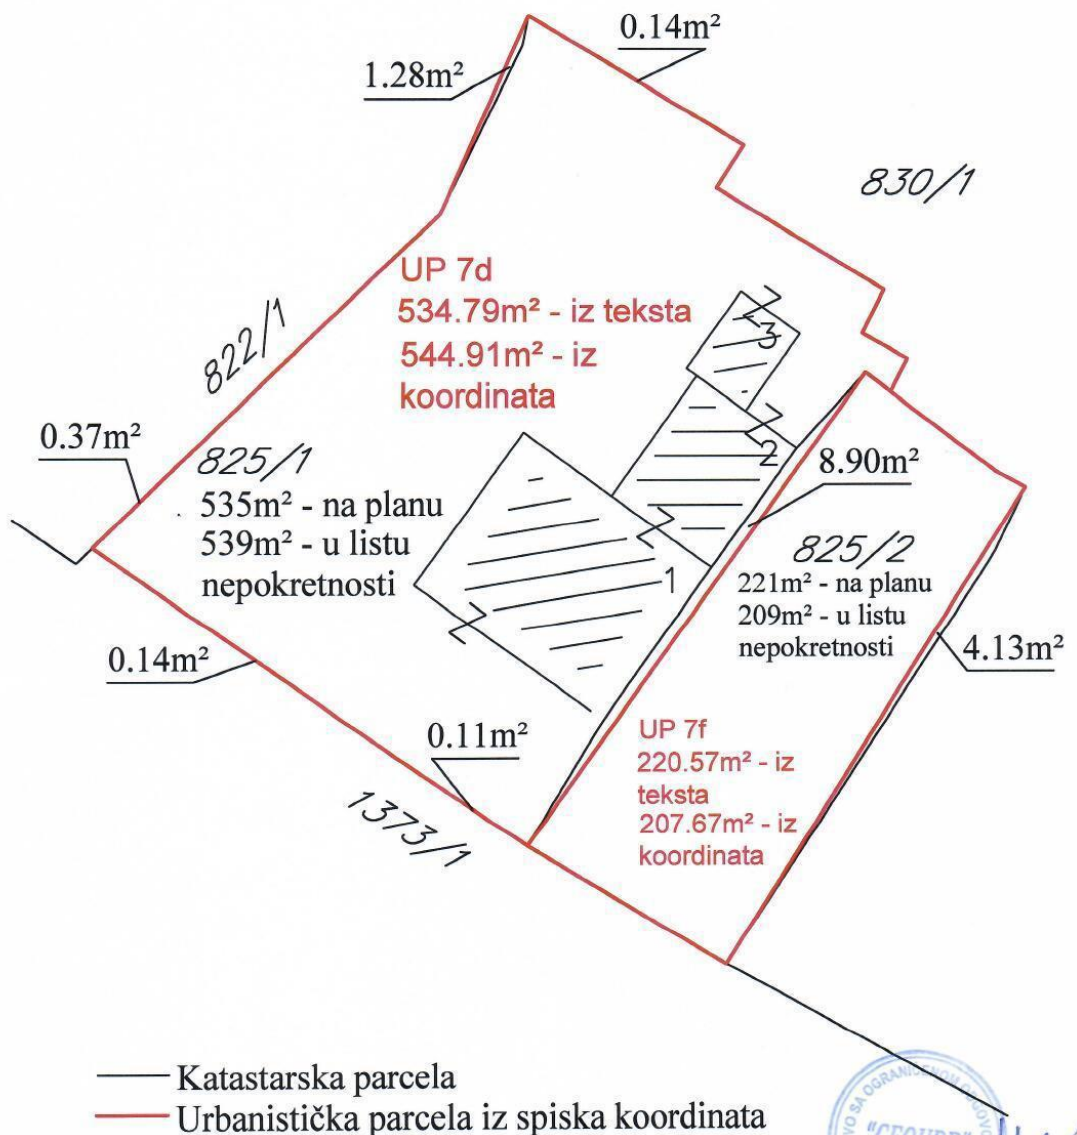 0.14m²
1.28m²
830/1
UP 7d
534.79m² - iz teksta
544.91m² - iz
koordinata
822/1
3
0.37m²
825/1
535m² - na planu
539m² - u listu
nepokretnosti
2
8.90m²
1
825/2
221m² - na planu
209m² - u listu
nepokretnosti
0.14m²
4.13m²
0.11m²
UP 7f
220.57m² - iz
teksta
207.67m² - iz
koordinata
1373/1
Katastarska parcela
Urbanistička parcela iz spiska koordinata
SA OGRANIČENOM